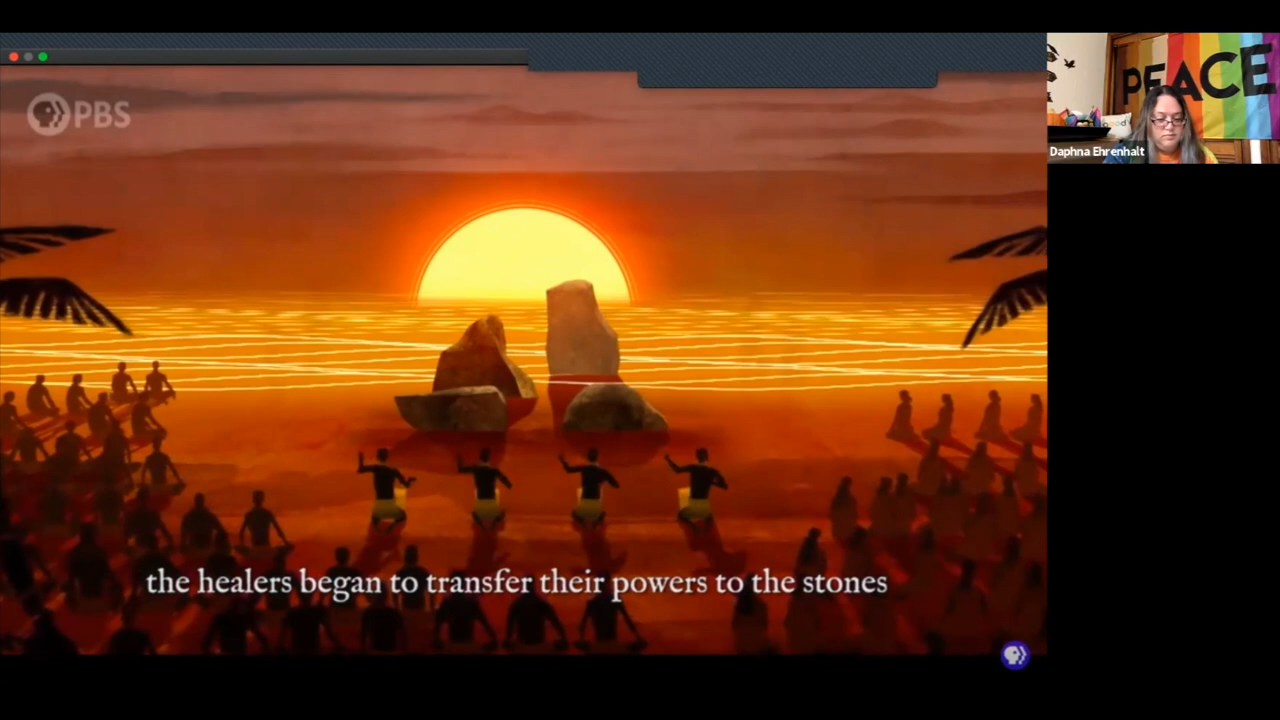 PBS
PEACE
Daphna Ehrenhalt
the healers began to transfer their powers to the stones